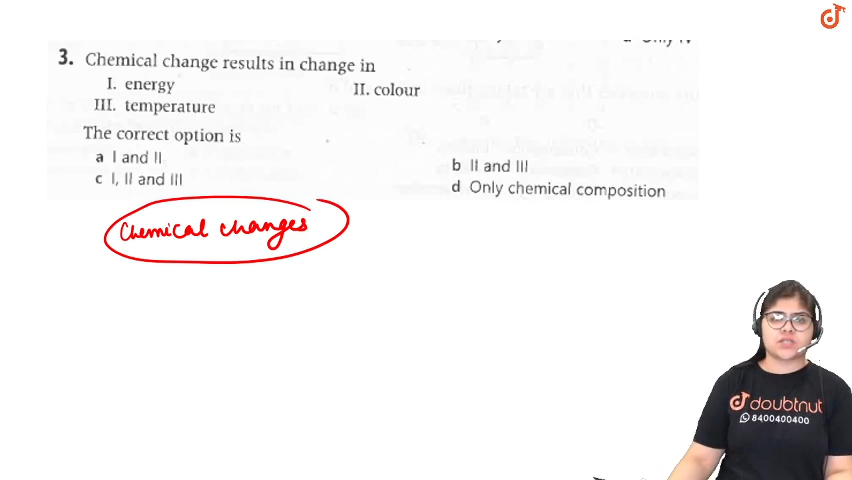 3. Chemical change results in change in
I. energy II. colour
III. temperature
The correct option is
a I and II b II and III
c I, II and III d Only chemical composition
Chemical changes
doubtnut
8400400400